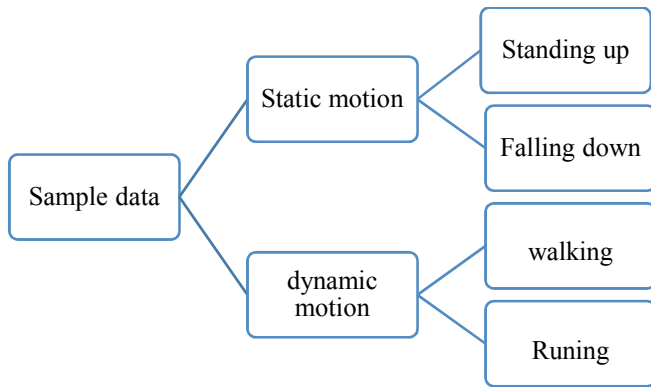 Sample data
Static motion
Standing up
Falling down
dynamic
motion
walking
Runing